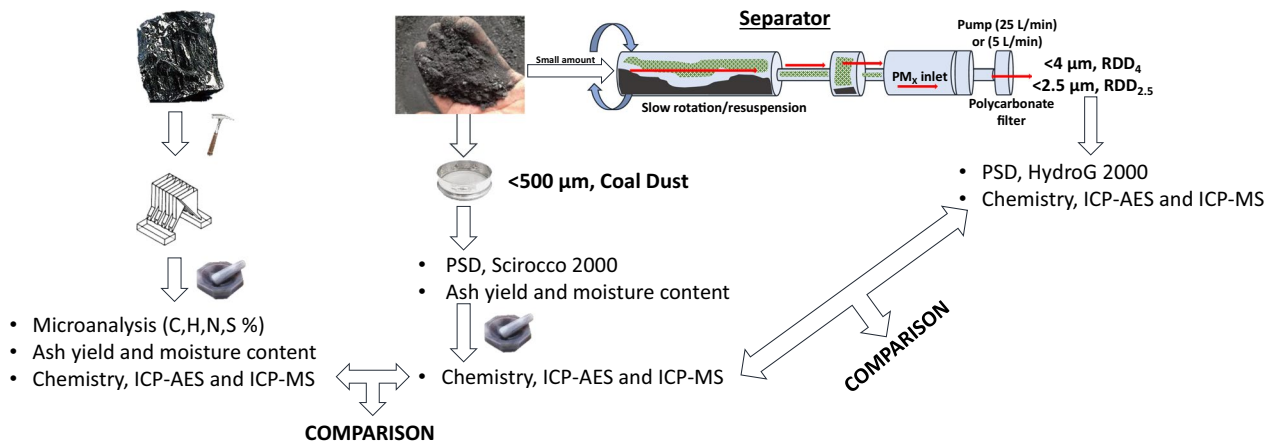 Separator
Pump (25 L/min)
or (5 L/min)
Small amount
PMₓ inlet
<4 μm, RDD₄
<2.5 μm, RDD₂.₅
Slow rotation/resuspension
Polycarbonate
filter
<500 μm, Coal Dust
• PSD, HydroG 2000
• Chemistry, ICP-AES and ICP-MS
• PSD, Scirocco 2000
• Ash yield and moisture content
• Microanalysis (C,H,N,S %)
• Ash yield and moisture content
• Chemistry, ICP-AES and ICP-MS
• Chemistry, ICP-AES and ICP-MS
COMPARISON
COMPARISON